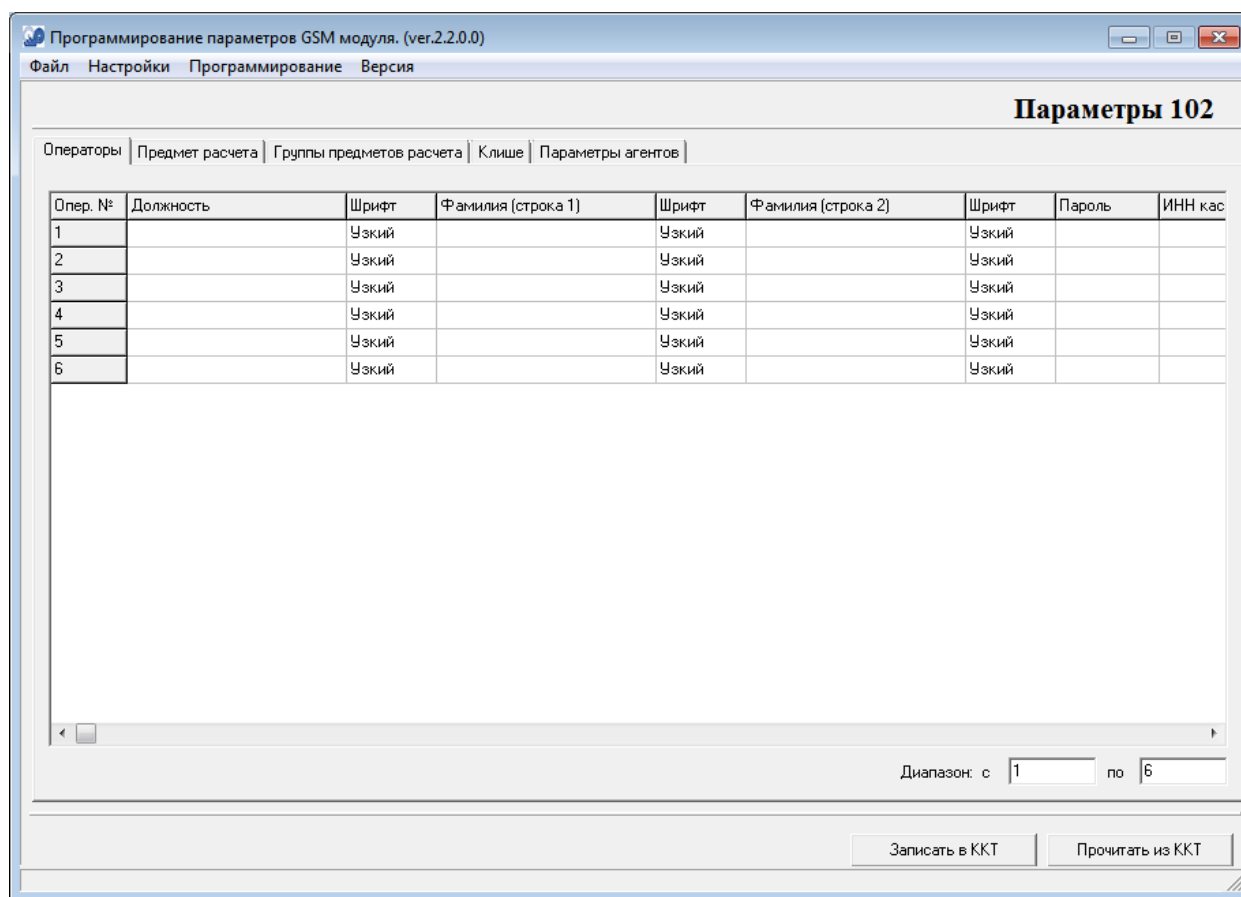 Программирование параметров GSM модуля. (ver.2.2.0.0)
Файл Настройки Программирование Версия
Параметры 102
Операторы Предмет расчета Группы предметов расчета Клише Параметры агентов
Опер. № Должность Шрифт Фамилия (строка 1) Шрифт Фамилия (строка 2) Шрифт Пароль ИНН кас
1 Узкий Узкий Узкий
2 Узкий Узкий Узкий
3 Узкий Узкий Узкий
4 Узкий Узкий Узкий
5 Узкий Узкий Узкий
6 Узкий Узкий Узкий
Диапазон: с 1 по 6
Записать в ККТ Прочитать из ККТ